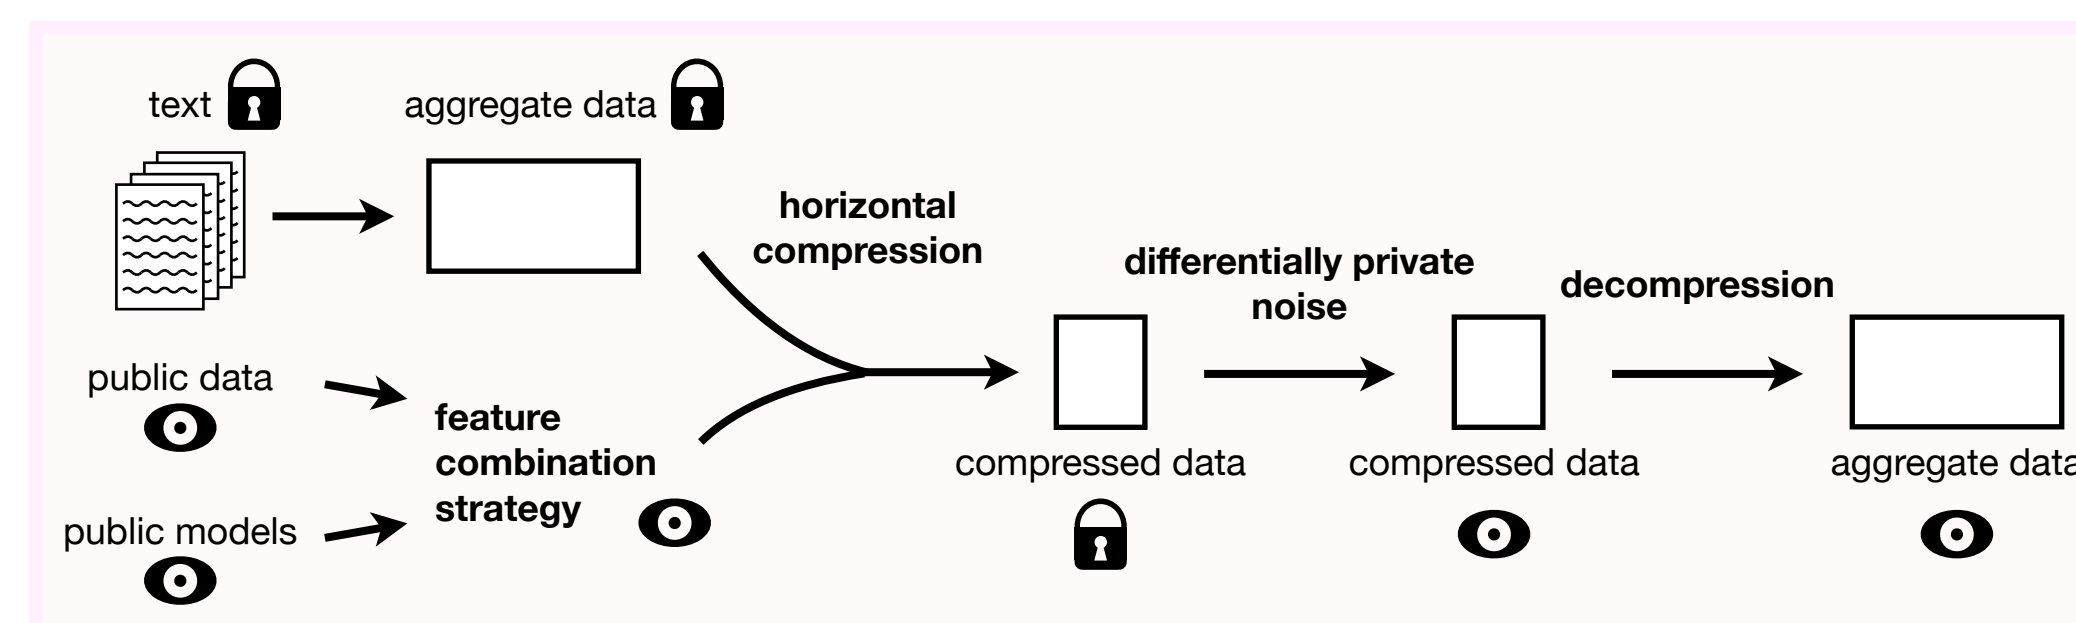 text
aggregate data
horizontal
compression
differentially private
noise
decompression
public data
feature
combination
strategy
public models
compressed data
compressed data
aggregate data